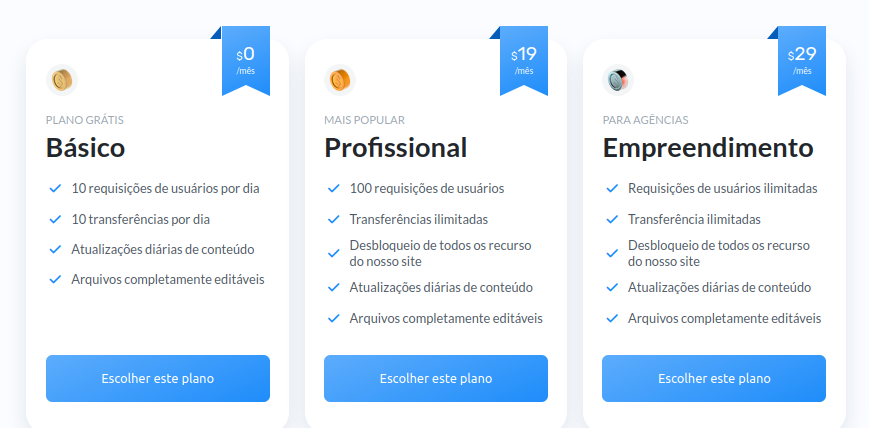 $0
/mês
PLANO GRÁTIS
Básico
10 requisições de usuários por dia
10 transferências por dia
Atualizações diárias de conteúdo
Arquivos completamente editáveis
Escolher este plano
$19
/mês
MAIS POPULAR
Profissional
100 requisições de usuários
Transferências ilimitadas
Desbloqueio de todos os recurso
do nosso site
Atualizações diárias de conteúdo
Arquivos completamente editáveis
Escolher este plano
$29
/mês
PARA AGÊNCIAS
Empreendimento
Requisições de usuários ilimitadas
Transferência ilimitadas
Desbloqueio de todos os recurso
do nosso site
Atualizações diárias de conteúdo
Arquivos completamente editáveis
Escolher este plano